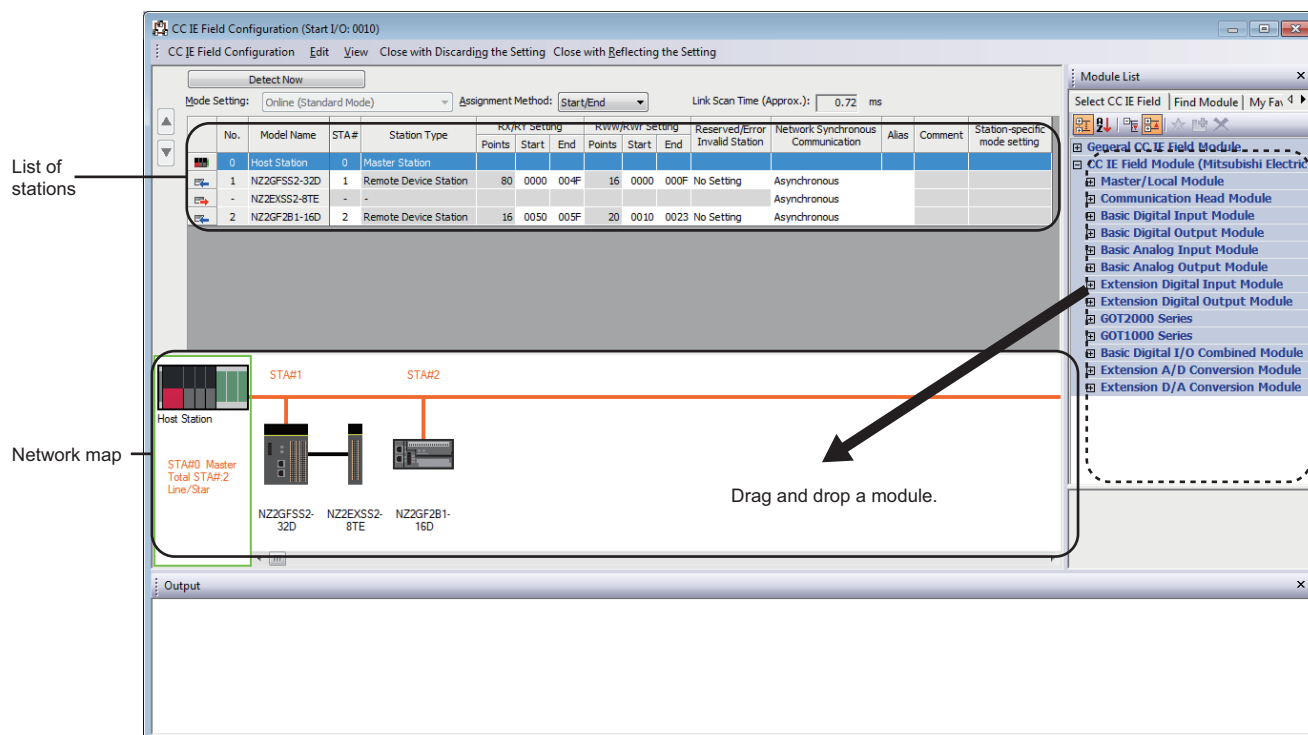 CC IE Field Configuration (Start I/O: 0010)
CC IE Field Configuration Edit View Close with Discarding the Setting Close with Reflecting the Setting
Detect Now
Mode Setting: Online (Standard Mode) Assignment Method: Start/End Link Scan Time (Approx.): 0.72 ms
No. Model Name STA# Station Type RX/RY Setting RWw/RWr Setting Reserved/Error Invalid Station Network Synchronous Communication Alias Comment Station-specific mode setting
Points Start End Points Start End
0 Host Station 0 Master Station
1 NZ2GFSS2-32D 1 Remote Device Station 80 0000 004F 16 0000 000F No Setting Asynchronous
- NZ2EXSS2-8TE - - Asynchronous
2 NZ2GF2B1-16D 2 Remote Device Station 16 0050 005F 20 0010 0023 No Setting Asynchronous
List of
stations
Network map
STA#1 STA#2
Host Station
STA#0 Master
Total STA#:2
Line/Star
NZ2GFSS2-
32D
NZ2EXSS2-
8TE
NZ2GF2B1-
16D
Drag and drop a module.
Module List
Select CC IE Field Find Module My Fav
General CC IE Field Module
CC IE Field Module (Mitsubishi Electric
Master/Local Module
Communication Head Module
Basic Digital Input Module
Basic Digital Output Module
Basic Analog Input Module
Basic Analog Output Module
Extension Digital Input Module
Extension Digital Output Module
GOT2000 Series
GOT1000 Series
Basic Digital I/O Combined Module
Extension A/D Conversion Module
Extension D/A Conversion Module
Output